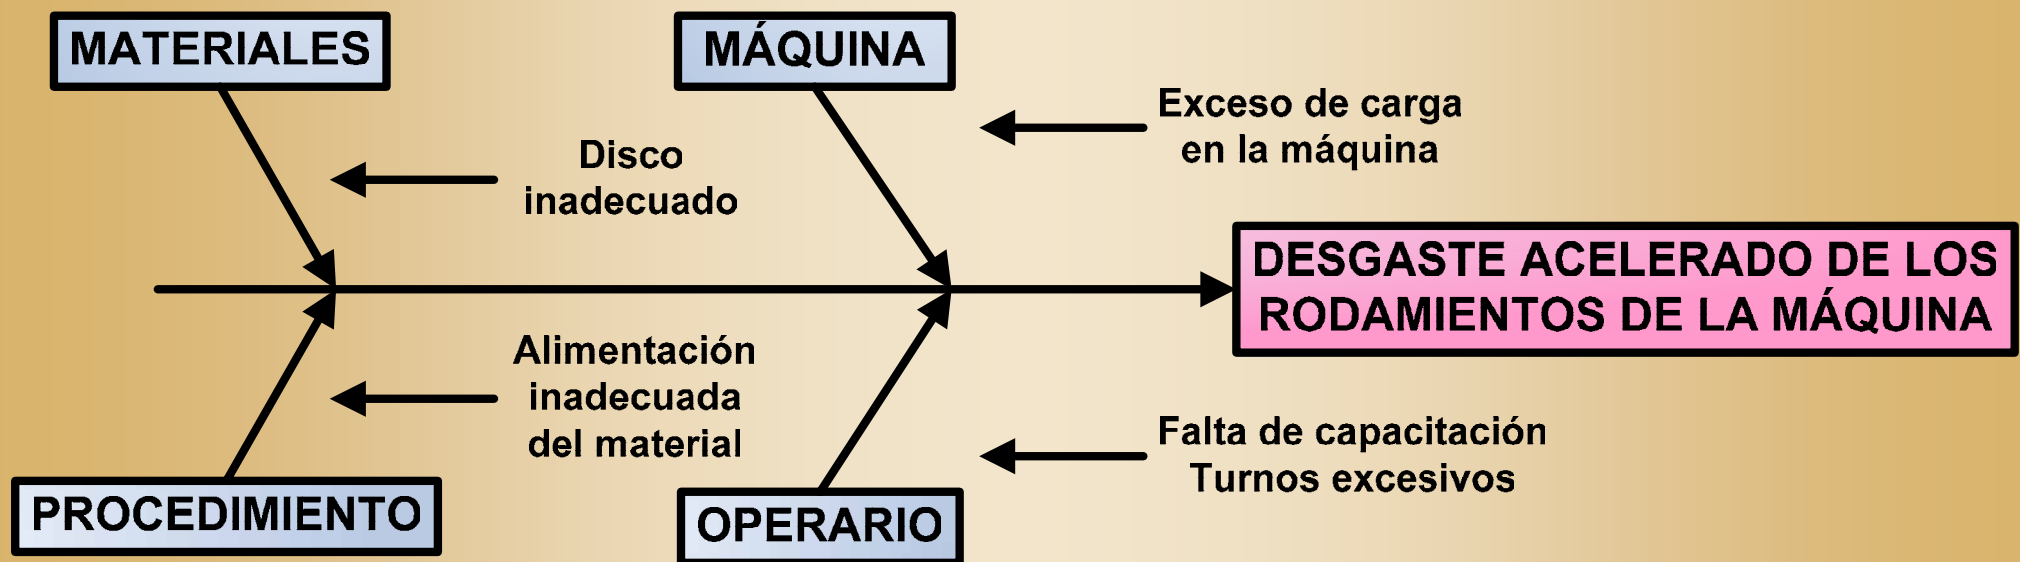 MATERIALES
MÁQUINA
Exceso de carga
en la máquina
Disco
inadecuado
DESGASTE ACELERADO DE LOS
RODAMIENTOS DE LA MÁQUINA
Alimentación
inadecuada
del material
Falta de capacitación
Turnos excesivos
PROCEDIMIENTO
OPERARIO